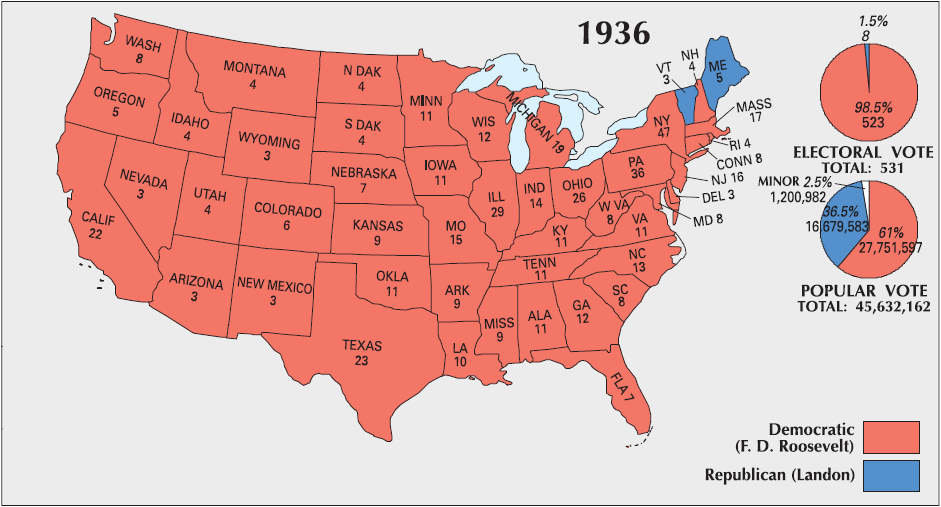 1936
WASH
8
OREGON
5
CALIF
22
NEVADA
3
IDAHO
4
MONTANA
4
WYOMING
3
UTAH
4
COLORADO
6
ARIZONA
3
NEW MEXICO
3
N DAK
4
S DAK
4
NEBRASKA
7
KANSAS
9
OKLA
11
TEXAS
23
MINN
11
IOWA
11
MO
15
ARK
9
LA
10
WIS
12
ILL
29
MICHIGAN 19
IND
14
OHIO
26
KY
11
TENN
11
MISS
9
ALA
11
GA
12
FLA 7
SC
8
NC
13
VA
11
W VA
8
PA
36
NY
47
VT
3
NH
4
ME
5
MASS
17
RI 4
CONN 8
NJ 16
DEL 3
MD 8
1.5%
8
98.5%
523
ELECTORAL VOTE
TOTAL: 531
MINOR 2.5%
1,200,982
36.5%
16,679,583
61%
27,751,597
POPULAR VOTE
TOTAL: 45,632,162
Democratic
(F. D. Roosevelt)
Republican (Landon)